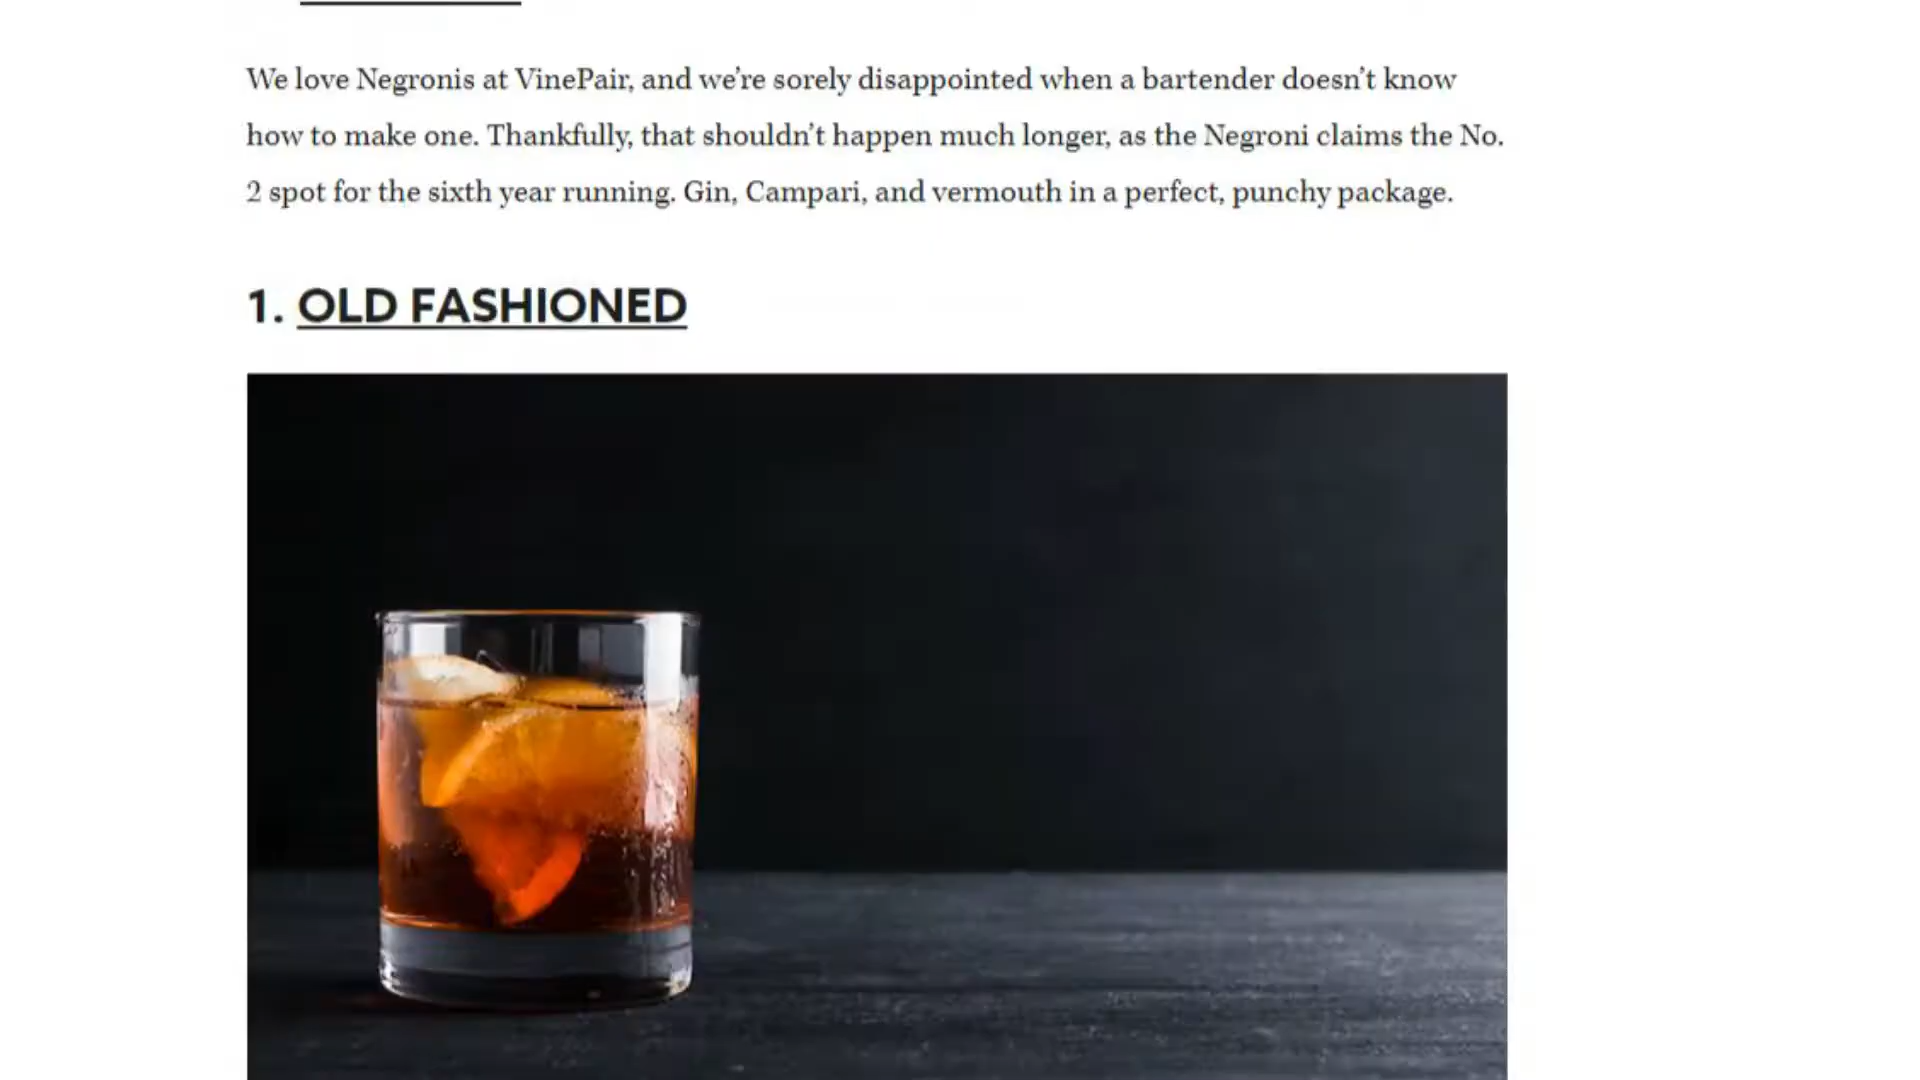 We love Negronis at VinePair, and we’re sorely disappointed when a bartender doesn’t know
how to make one. Thankfully, that shouldn’t happen much longer, as the Negroni claims the No.
2 spot for the sixth year running. Gin, Campari, and vermouth in a perfect, punchy package.
1. OLD FASHIONED